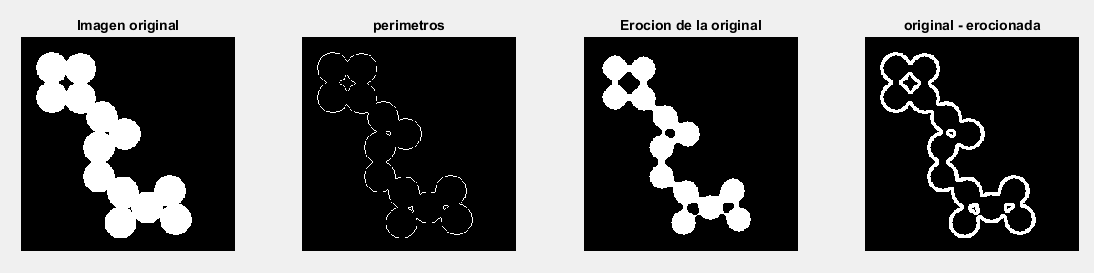 Imagen original
perimetros
Erocion de la original
original - erocionada